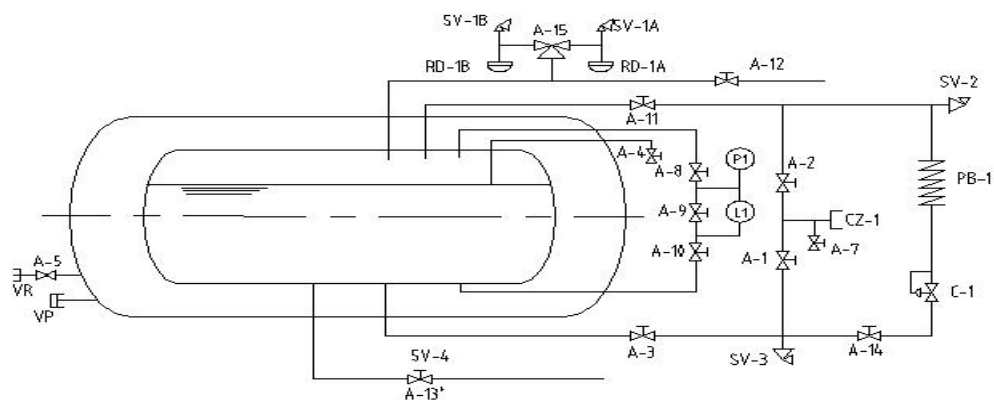 SV-1B
A-15
SV-1A
RD-1B
RD-1A
A-12
SV-2
A-11
A-4
A-8
P1
A-2
PB-1
A-9
L1
CZ-1
A-10
A-1
A-7
A-5
VR
VP
C-1
A-3
SV-3
A-14
SV-4
A-13*